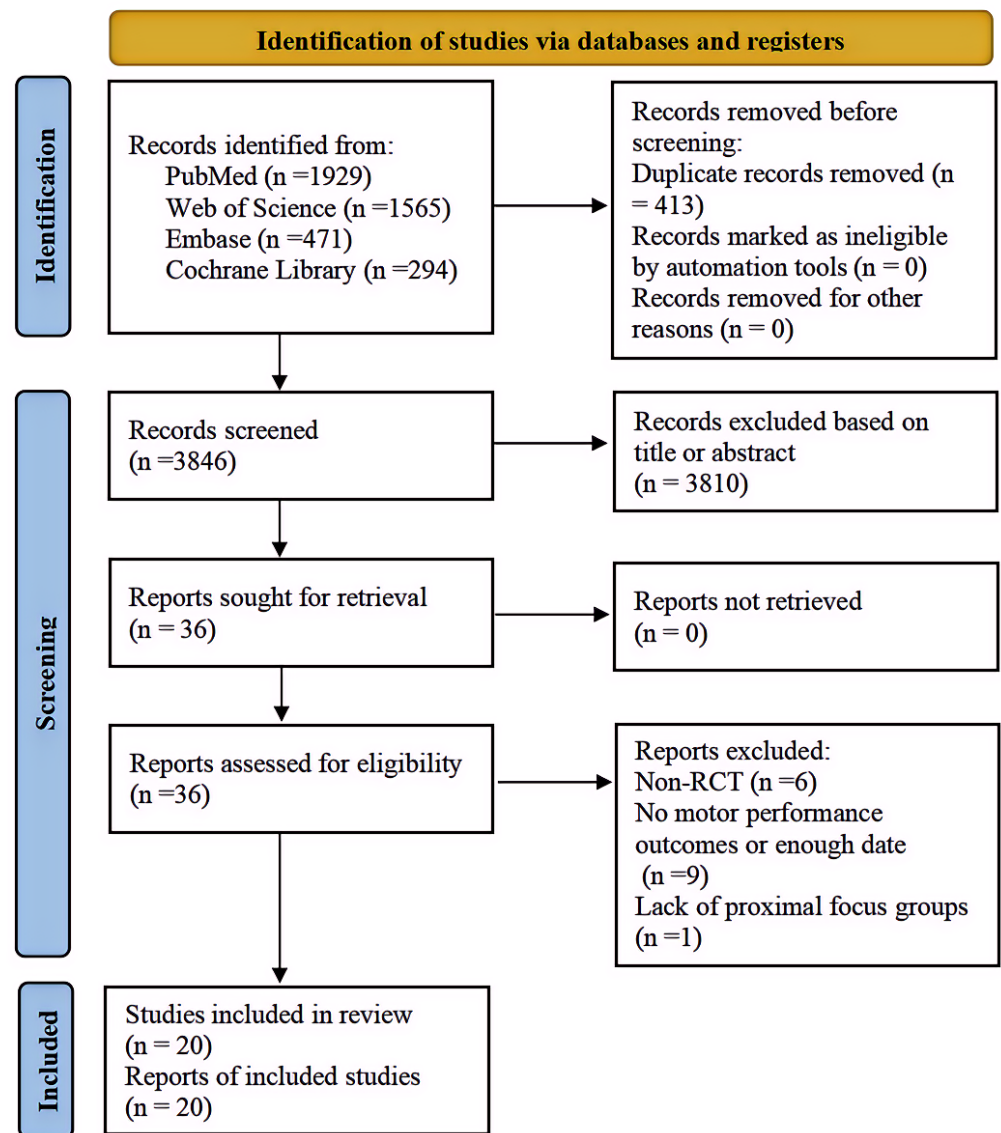 Identification of studies via databases and registers
Identification
Records identified from:
PubMed (n =1929)
Web of Science (n =1565)
Embase (n =471)
Cochrane Library (n =294)
Records removed before
screening:
Duplicate records removed (n
= 413)
Records marked as ineligible
by automation tools (n = 0)
Records removed for other
reasons (n = 0)
Screening
Records screened
(n =3846)
Records excluded based on
title or abstract
(n = 3810)
Reports sought for retrieval
(n = 36)
Reports not retrieved
(n = 0)
Reports assessed for eligibility
(n =36)
Reports excluded:
Non-RCT (n =6)
No motor performance
outcomes or enough date
(n =9)
Lack of proximal focus groups
(n =1)
Included
Studies included in review
(n = 20)
Reports of included studies
(n = 20)